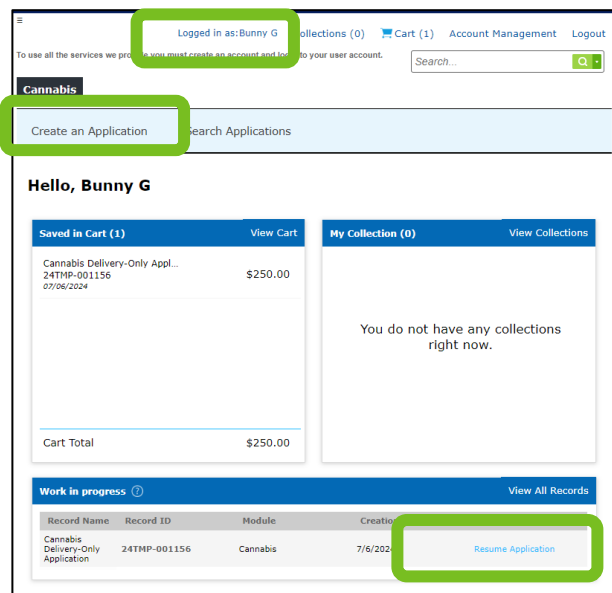 ≡
Logged in as:Bunny G ollections (0) Cart (1) Account Management Logout
To use all the services we provide you must create an account and log to your user account.
Search...
Cannabis
Create an Application Search Applications
Hello, Bunny G
Saved in Cart (1) View Cart
Cannabis Delivery-Only Appl...
24TMP-001156 $250.00
07/06/2024
Cart Total $250.00
My Collection (0) View Collections
You do not have any collections
right now.
Work in progress ? View All Records
Record Name Record ID Module Creation
Cannabis
Delivery-Only 24TMP-001156 Cannabis 7/6/2024 Resume Application
Application